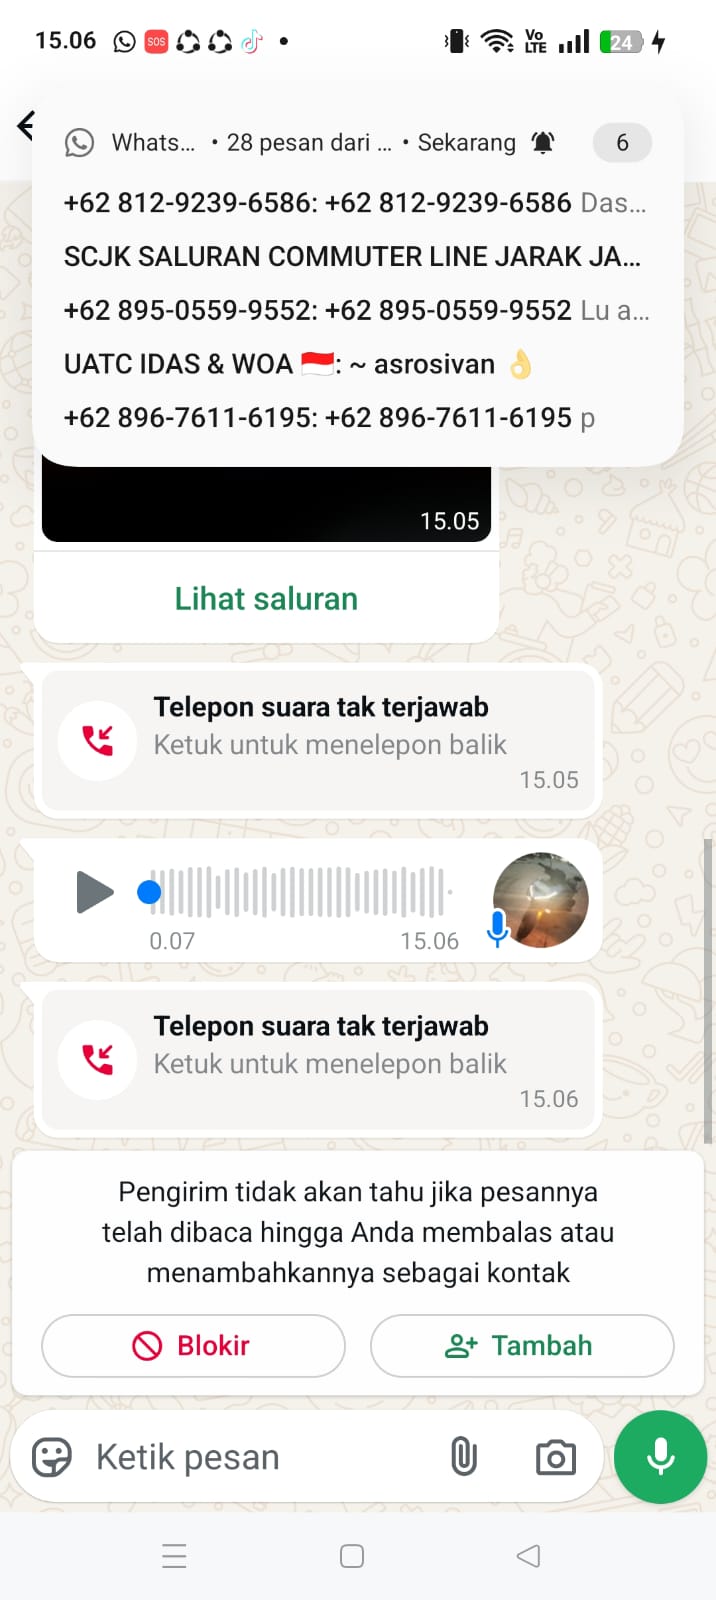 15.06 SOS Vo LTE 24
Whats... • 28 pesan dari ... • Sekarang 6
+62 812-9239-6586: +62 812-9239-6586 Das...
SCJK SALURAN COMMUTER LINE JARAK JA...
+62 895-0559-9552: +62 895-0559-9552 Lu a...
UATC IDAS & WOA 🇮🇩: ~ asrosivan 👌
+62 896-7611-6195: +62 896-7611-6195 p
15.05
Lihat saluran
Telepon suara tak terjawab
Ketuk untuk menelepon balik
15.05
0.07 15.06
Telepon suara tak terjawab
Ketuk untuk menelepon balik
15.06
Pengirim tidak akan tahu jika pesannya
telah dibaca hingga Anda membalas atau
menambahkannya sebagai kontak
Blokir Tambah
Ketik pesan